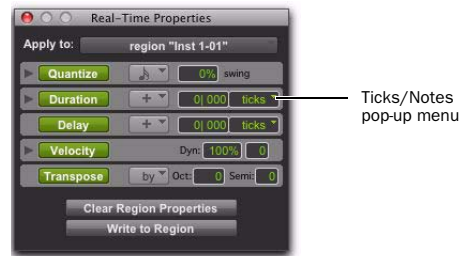 Real-Time Properties
Apply to: region "Inst 1-01"
Quantize 0% swing
Duration + 0| 000 ticks
Ticks/Notes
pop-up menu
Delay + 0| 000 ticks
Velocity Dyn: 100% 0
Transpose by Oct: 0 Semi: 0
Clear Region Properties
Write to Region